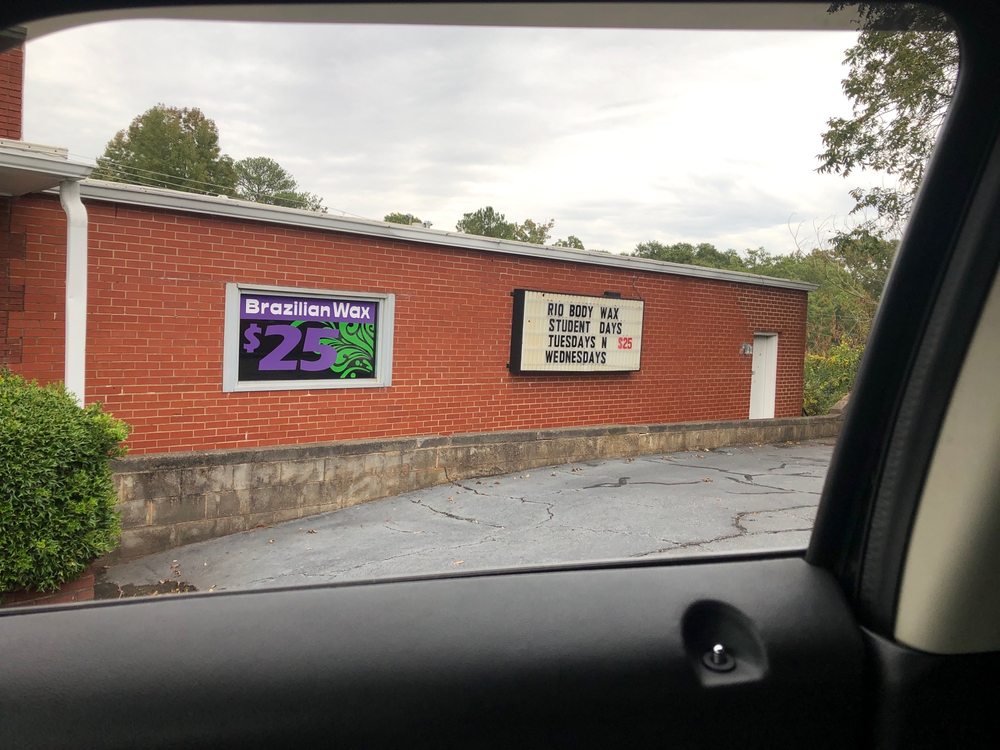 Brazilian Wax
$25
RIO BODY WAX
STUDENT DAYS
TUESDAYS N $25
WEDNESDAYS